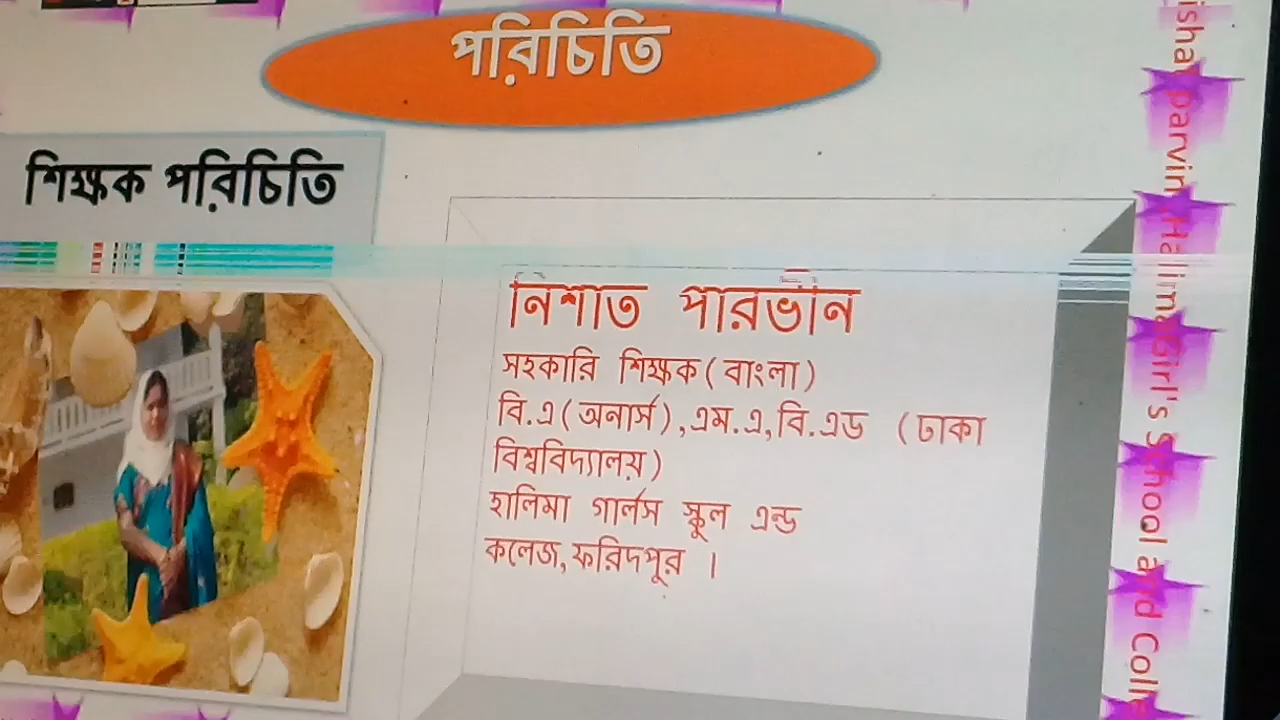 পরিচিতি
শিক্ষক পরিচিতি
নিশাত পারভীন
সহকারি শিক্ষক(বাংলা)
বি.এ(অনার্স),এম.এ,বি.এড (ঢাকা
বিশ্ববিদ্যালয়)
হালিমা গার্লস স্কুল এন্ড
কলেজ,ফরিদপুর ।
parvin, Halima Girl's School and